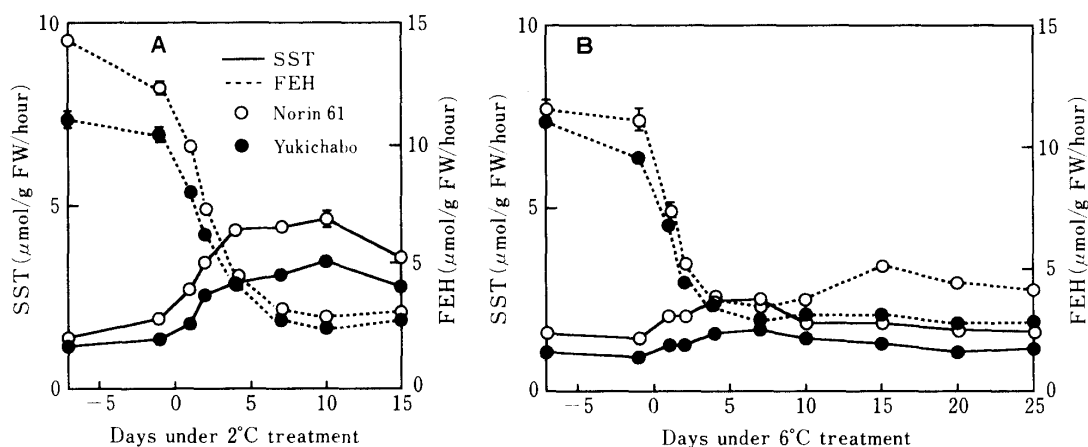 10
5
0
SST (μmol/g FW/hour)
A
SST
FEH
Norin 61
Yukichabo
15
10
5
0
FEH (μmol/g FW/hour)
−5 0 5 10 15
Days under 2°C treatment
10
5
0
SST (μmol/g FW/hour)
B
15
10
5
0
FEH (μmol/g FW/hour)
−5 0 5 10 15 20 25
Days under 6°C treatment